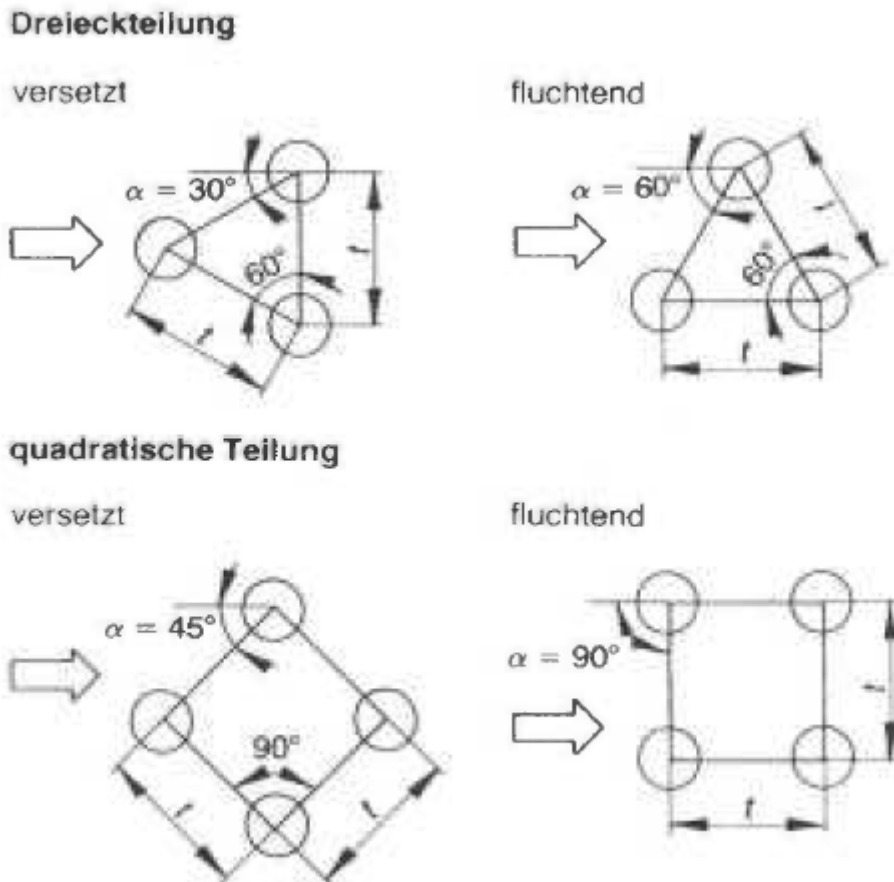 Dreieckteilung
versetzt
fluchtend
α = 30°
60°
t
t
α = 60°
60°
t
t
quadratische Teilung
versetzt
fluchtend
α = 45°
90°
t
t
α = 90°
t
t